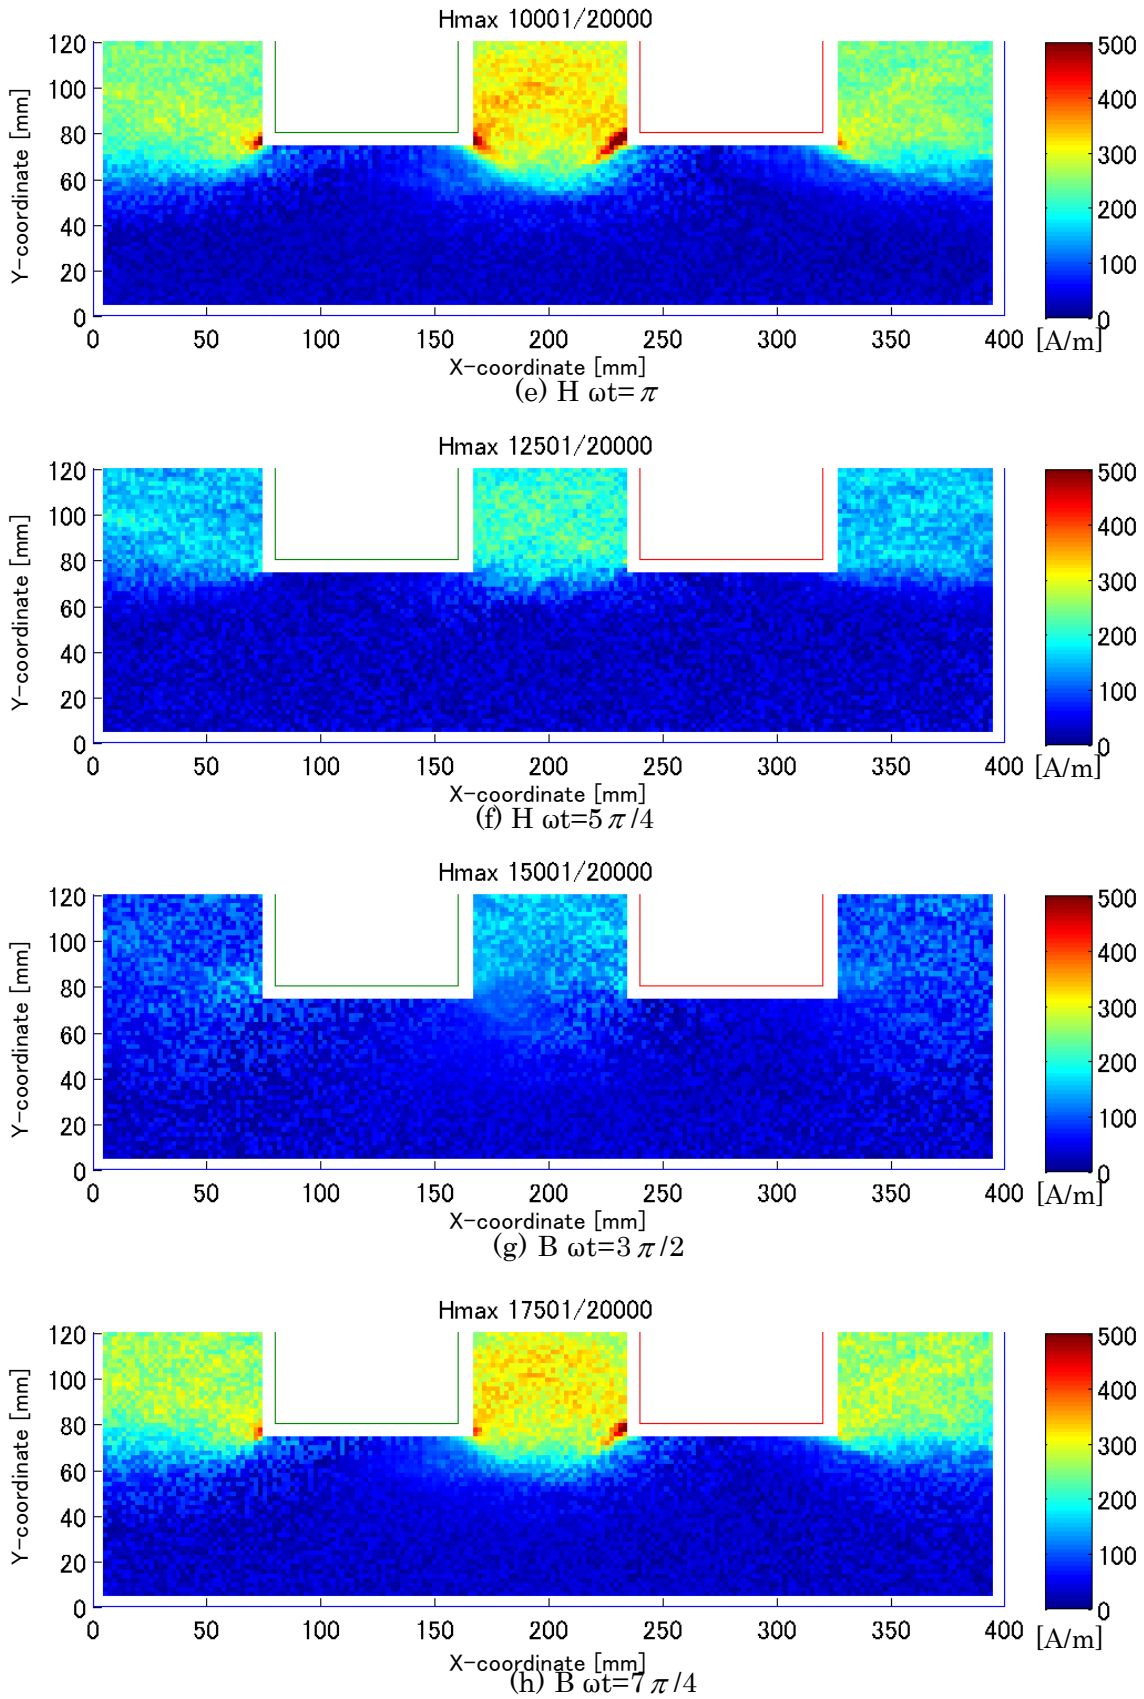 Hmax 10001/20000
120
100
80
60
40
20
0
Y-coordinate [mm]
0 50 100 150 200 250 300 350 400
X-coordinate [mm]
500
400
300
200
100
0
[A/m]
(e) H ωt=π
Hmax 12501/20000
120
100
80
60
40
20
0
Y-coordinate [mm]
0 50 100 150 200 250 300 350 400
X-coordinate [mm]
500
400
300
200
100
0
[A/m]
(f) H ωt=5π/4
Hmax 15001/20000
120
100
80
60
40
20
0
Y-coordinate [mm]
0 50 100 150 200 250 300 350 400
X-coordinate [mm]
500
400
300
200
100
0
[A/m]
(g) B ωt=3π/2
Hmax 17501/20000
120
100
80
60
40
20
0
Y-coordinate [mm]
0 50 100 150 200 250 300 350 400
X-coordinate [mm]
500
400
300
200
100
0
[A/m]
(h) B ωt=7π/4